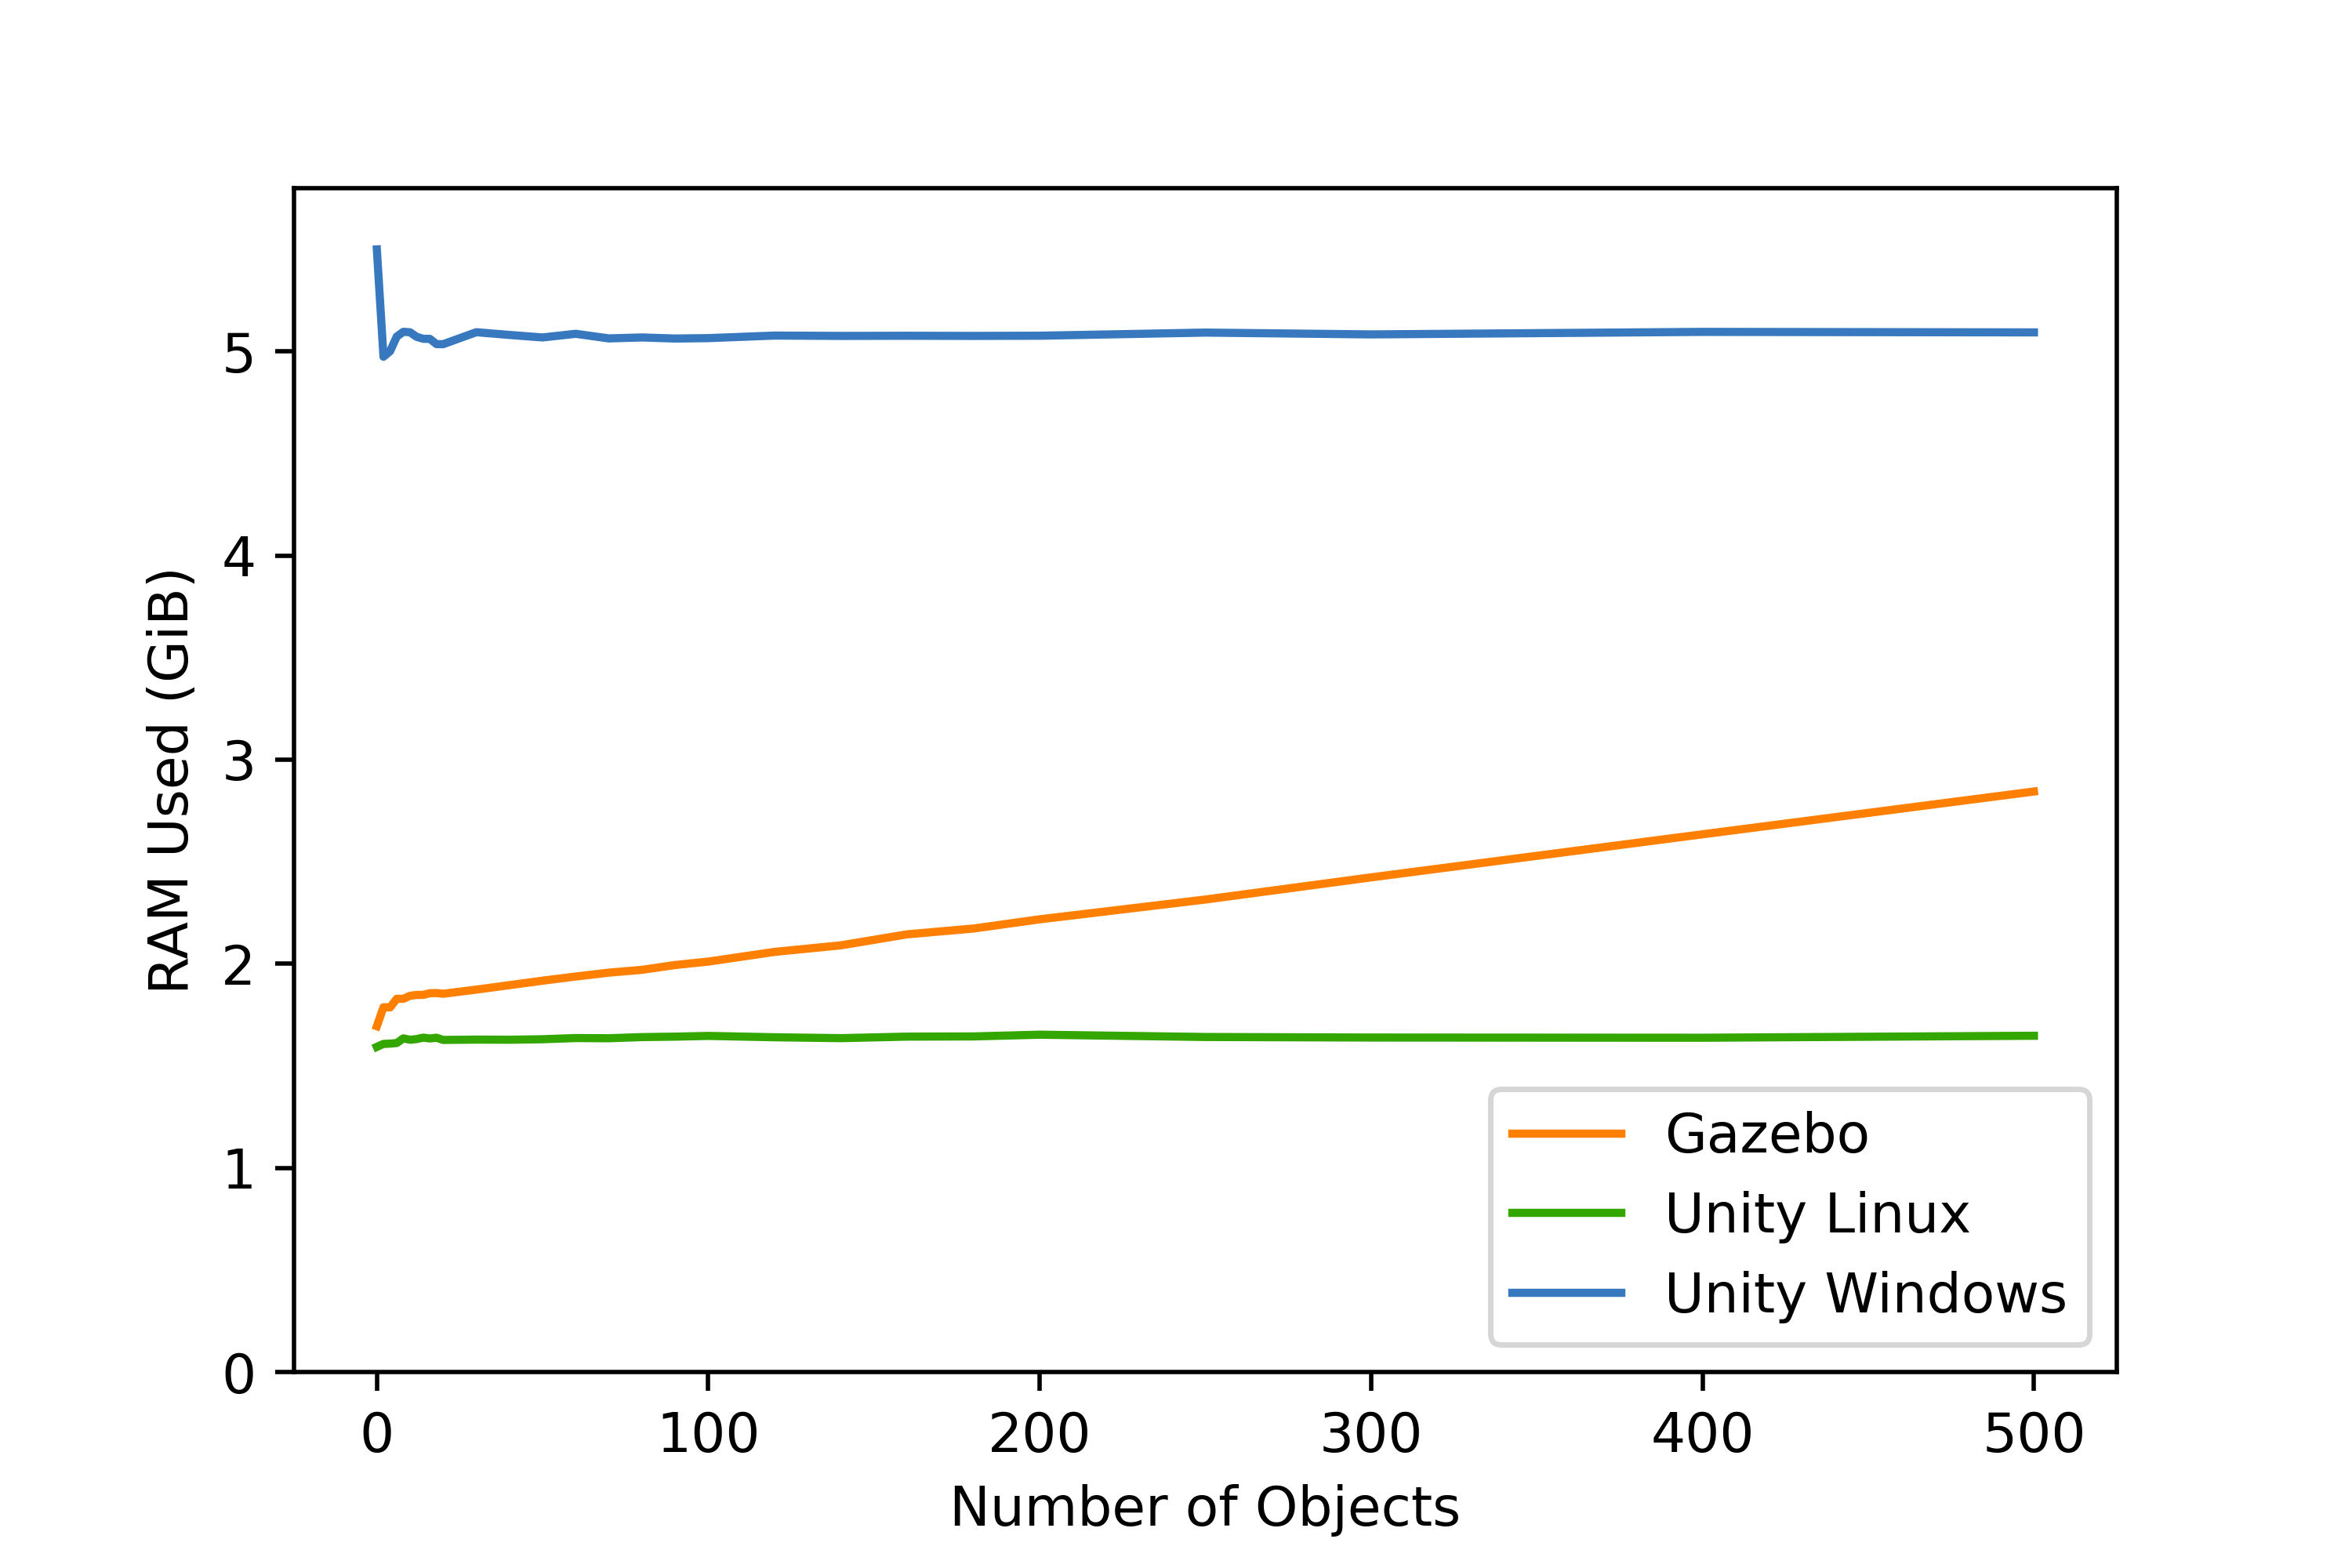 RAM Used (GiB)
5
4
3
2
1
0
0 100 200 300 400 500
Number of Objects
Gazebo
Unity Linux
Unity Windows